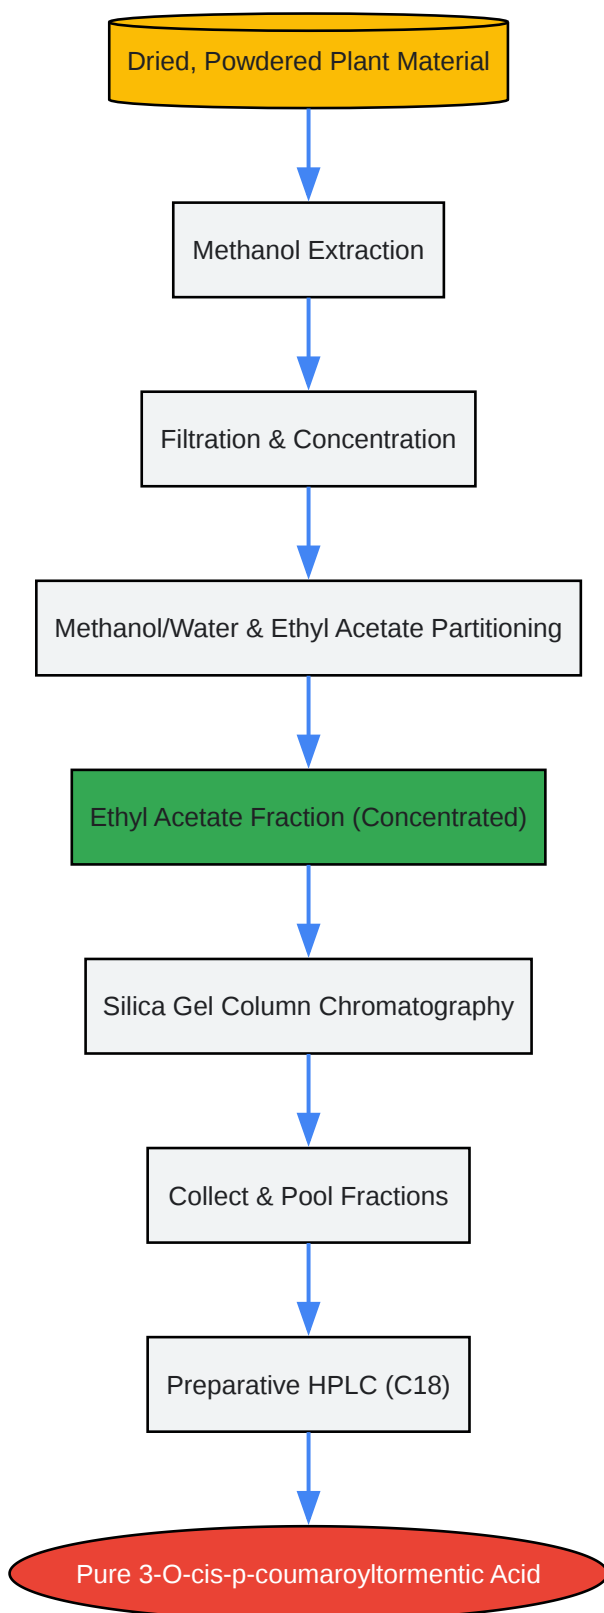 Dried, Powdered Plant Material
Methanol Extraction
Filtration & Concentration
Methanol/Water & Ethyl Acetate Partitioning
Ethyl Acetate Fraction (Concentrated)
Silica Gel Column Chromatography
Collect & Pool Fractions
Preparative HPLC (C18)
Pure 3-O-cis-p-coumaroyltormentic Acid